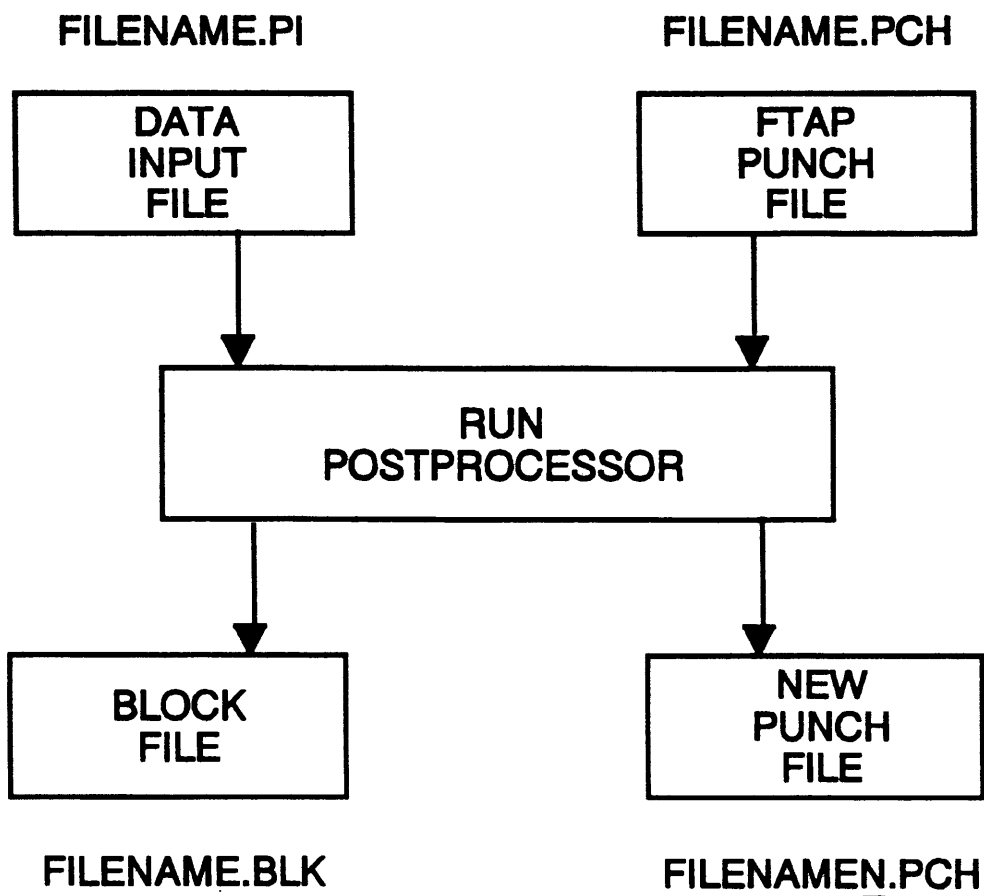 FILENAME.PI
FILENAME.PCH
DATA
INPUT
FILE
FTAP
PUNCH
FILE
RUN
POSTPROCESSOR
BLOCK
FILE
NEW
PUNCH
FILE
FILENAME.BLK
FILENAMEN.PCH